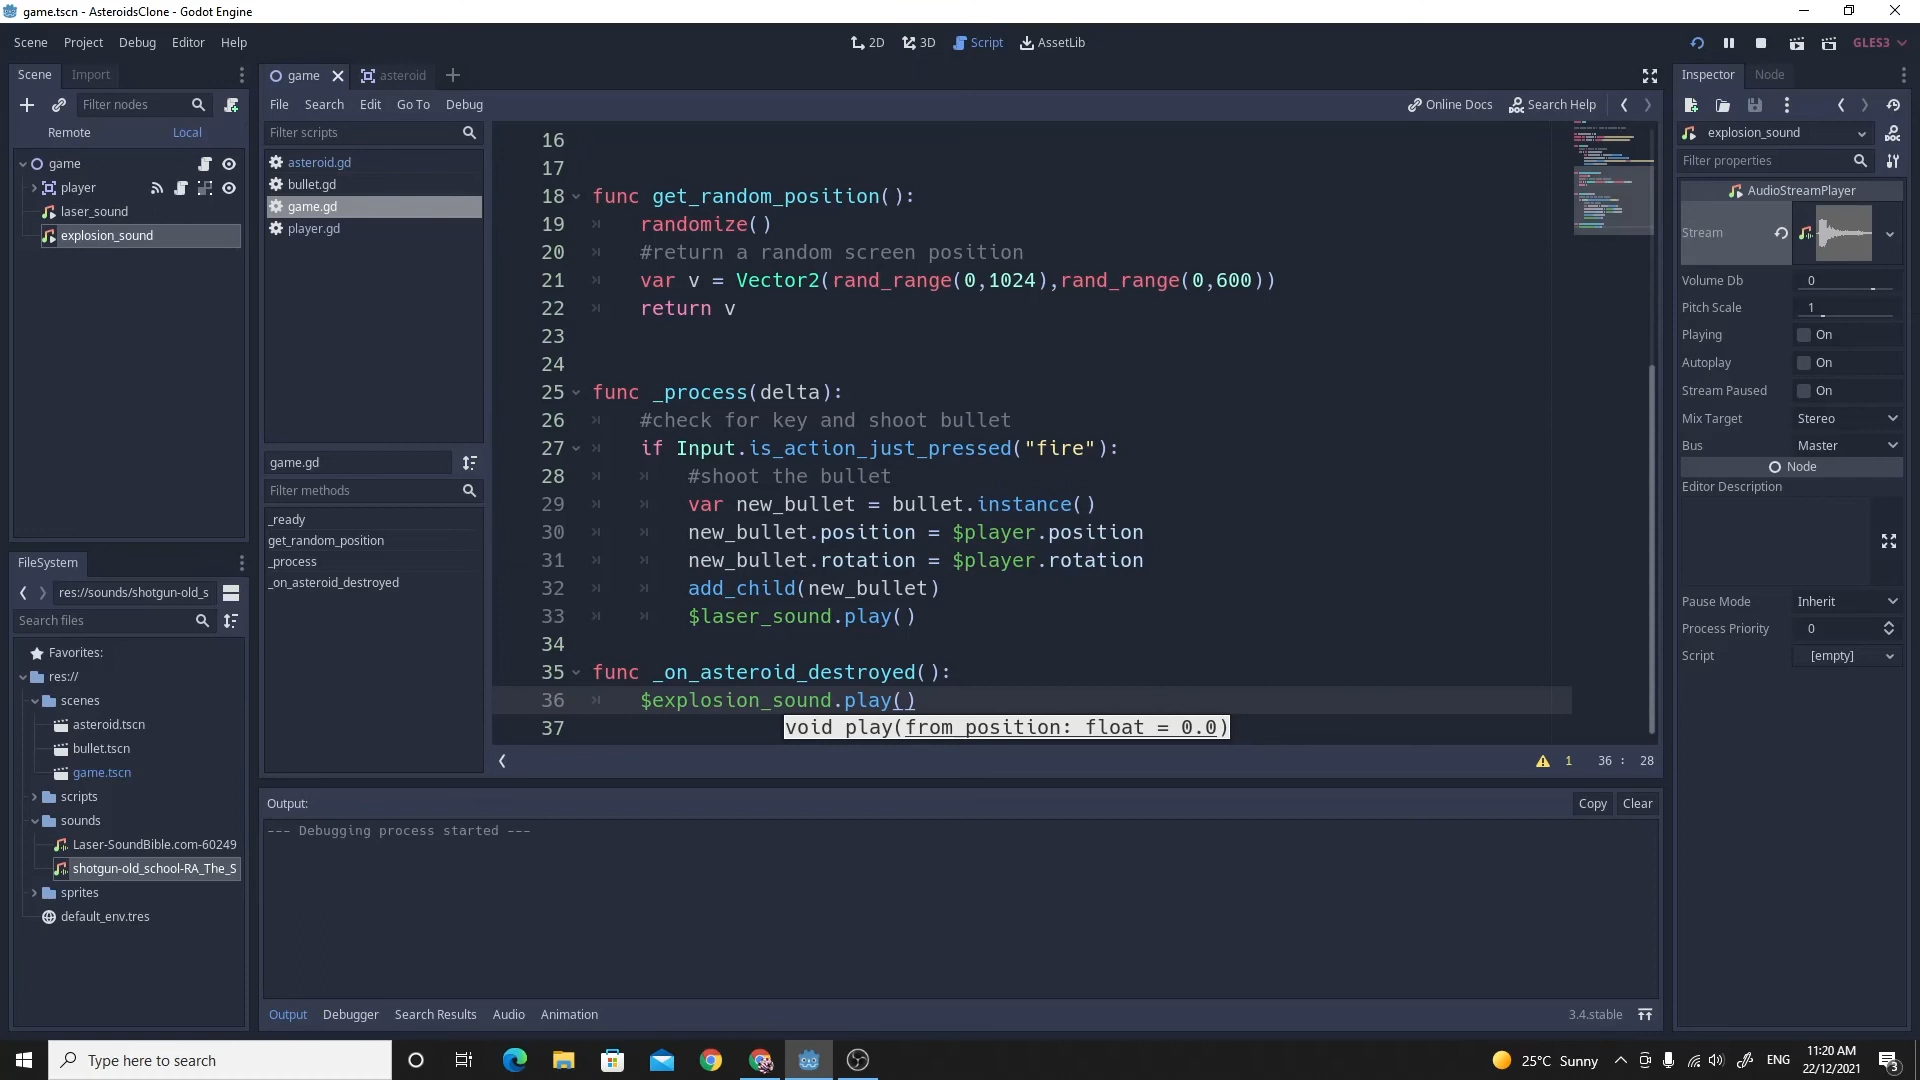 game.tscn - AsteroidsClone - Godot Engine
Scene Project Debug Editor Help
2D 3D Script AssetLib
GLES3
Scene Import
Filter nodes
Remote Local
game
player
laser_sound
explosion_sound
FileSystem
res://sounds/shotgun-old_s
Search files
Favorites:
res://
scenes
asteroid.tscn
bullet.tscn
game.tscn
scripts
sounds
Laser-SoundBible.com-60249
shotgun-old_school-RA_The_S
sprites
default_env.tres
game asteroid
File Search Edit Go To Debug
Online Docs Search Help
Filter scripts
asteroid.gd
bullet.gd
game.gd
player.gd
game.gd
Filter methods
_ready
get_random_position
_process
_on_asteroid_destroyed
16
17
18 func get_random_position():
19 randomize()
20 #return a random screen position
21 var v = Vector2(rand_range(0,1024),rand_range(0,600))
22 return v
23
24
25 func _process(delta):
26 #check for key and shoot bullet
27 if Input.is_action_just_pressed("fire"):
28 #shoot the bullet
29 var new_bullet = bullet.instance()
30 new_bullet.position = $player.position
31 new_bullet.rotation = $player.rotation
32 add_child(new_bullet)
33 $laser_sound.play()
34
35 func _on_asteroid_destroyed():
36 $explosion_sound.play()
37
void play(from_position: float = 0.0)
1 36 : 28
Output:
Copy Clear
--- Debugging process started ---
Output Debugger Search Results Audio Animation
3.4.stable
Inspector Node
explosion_sound
Filter properties
AudioStreamPlayer
Stream
Volume Db 0
Pitch Scale 1
Playing On
Autoplay On
Stream Paused On
Mix Target Stereo
Bus Master
Node
Editor Description
Pause Mode Inherit
Process Priority 0
Script [empty]
Type here to search
25°C Sunny
ENG
11:20 AM
22/12/2021
3